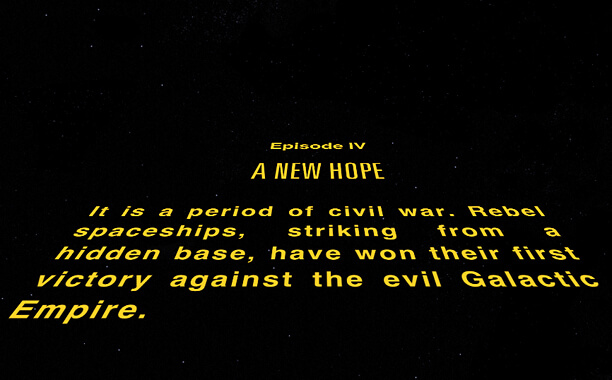 Episode IV
A NEW HOPE
It is a period of civil war. Rebel
spaceships, striking from a
hidden base, have won their first
victory against the evil Galactic
Empire.